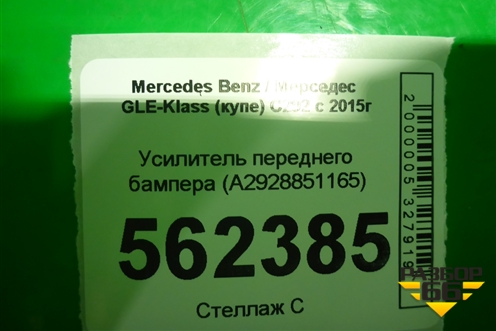 Mercedes Benz / Мерседес
GLE-Klass (купе) C292 с 2015г
Усилитель переднего
бампера (A2928851165)
562385
Стеллаж С
2000005327919
РАЗБОР
66